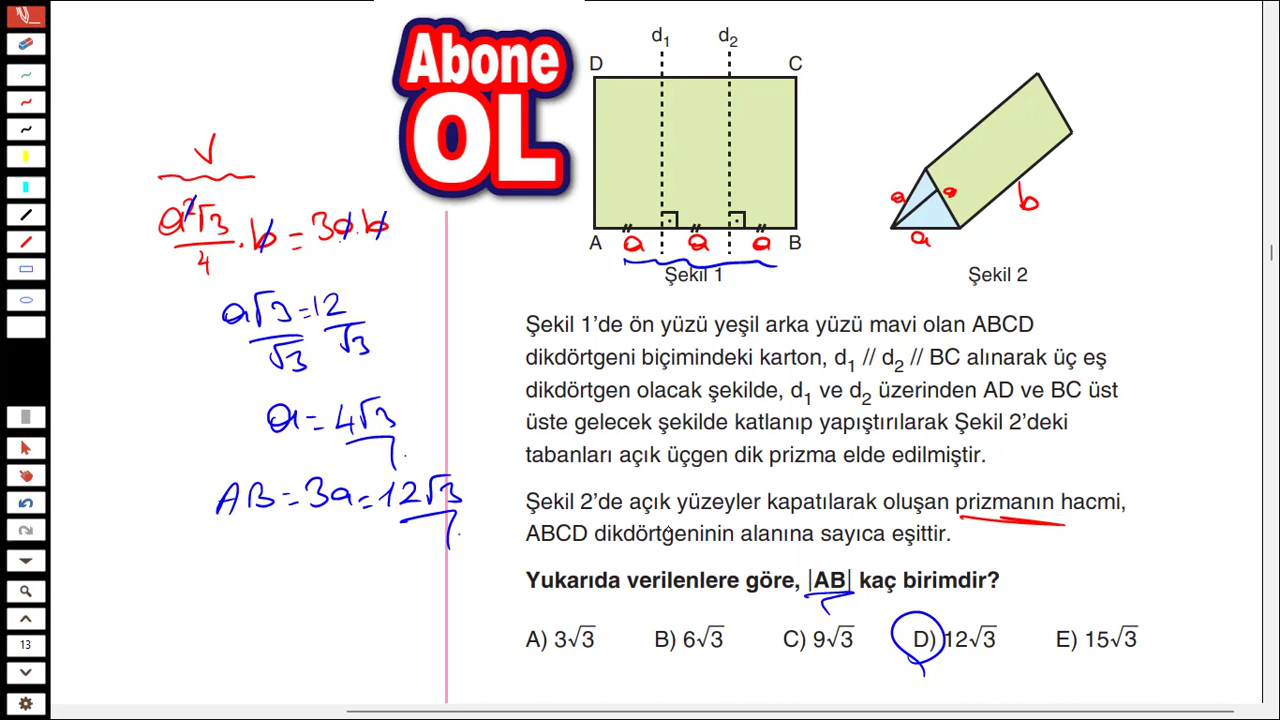 Abone
OL
d1 d2
D C
A B
a a a
Şekil 1
a a
a
b
Şekil 2
V
a²√3/4 . b = 3a.b
a√3/√3 = 12/√3
a = 4√3
AB = 3a = 12√3
Şekil 1'de ön yüzü yeşil arka yüzü mavi olan ABCD
dikdörtgeni biçimindeki karton, d1 // d2 // BC alınarak üç eş
dikdörtgen olacak şekilde, d1 ve d2 üzerinden AD ve BC üst
üste gelecek şekilde katlanıp yapıştırılarak Şekil 2'deki
tabanları açık üçgen dik prizma elde edilmiştir.
Şekil 2'de açık yüzeyler kapatılarak oluşan prizmanın hacmi,
ABCD dikdörtgeninin alanına sayıca eşittir.
Yukarıda verilenlere göre, |AB| kaç birimdir?
A) 3√3 B) 6√3 C) 9√3 D) 12√3 E) 15√3
13